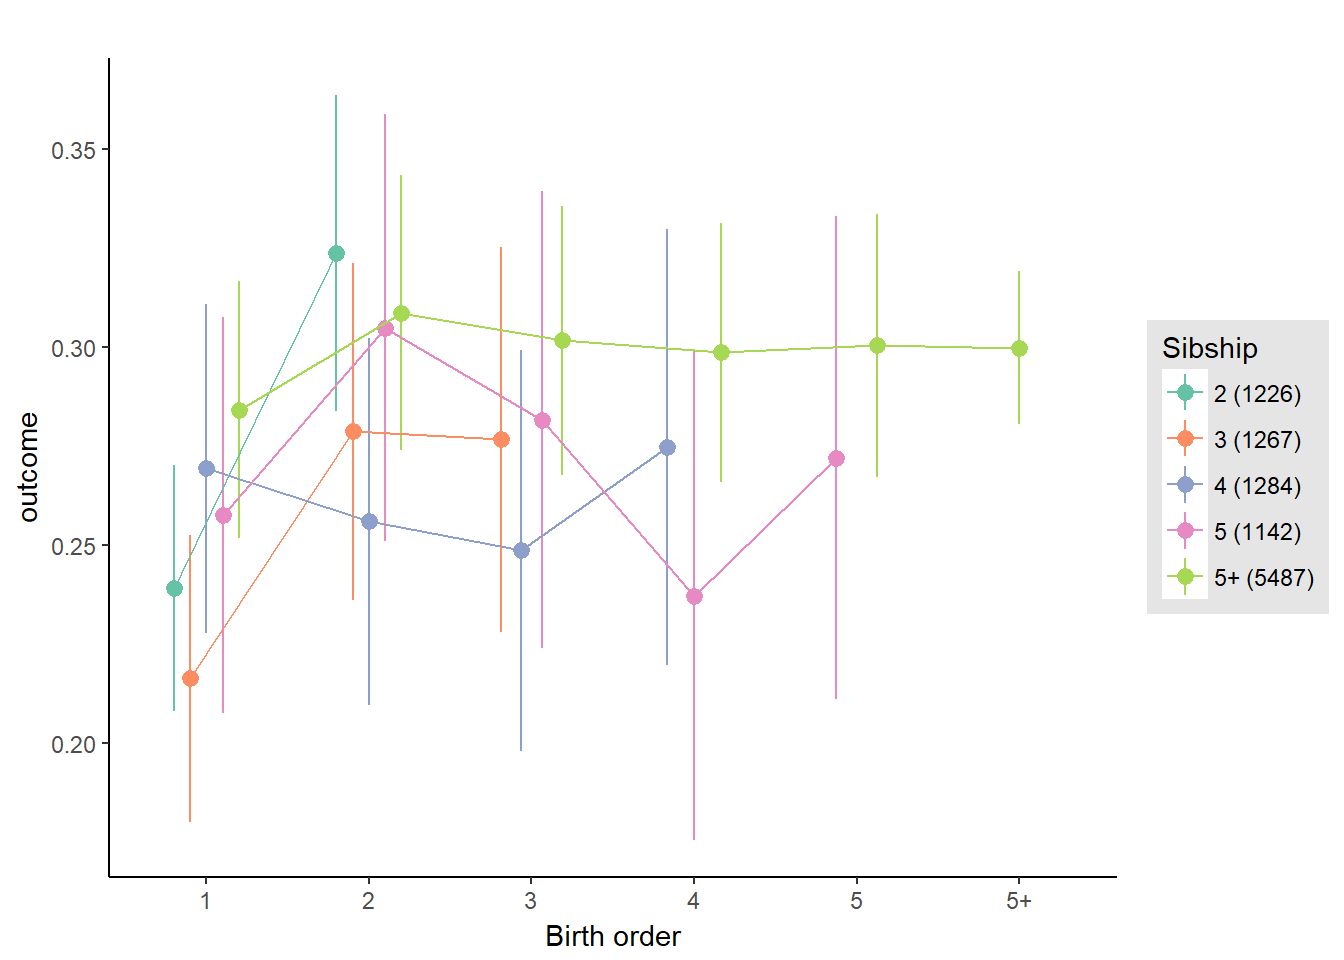 0.35
0.30
0.25
0.20
outcome
1 2 3 4 5 5+
Birth order
Sibship
2 (1226)
3 (1267)
4 (1284)
5 (1142)
5+ (5487)